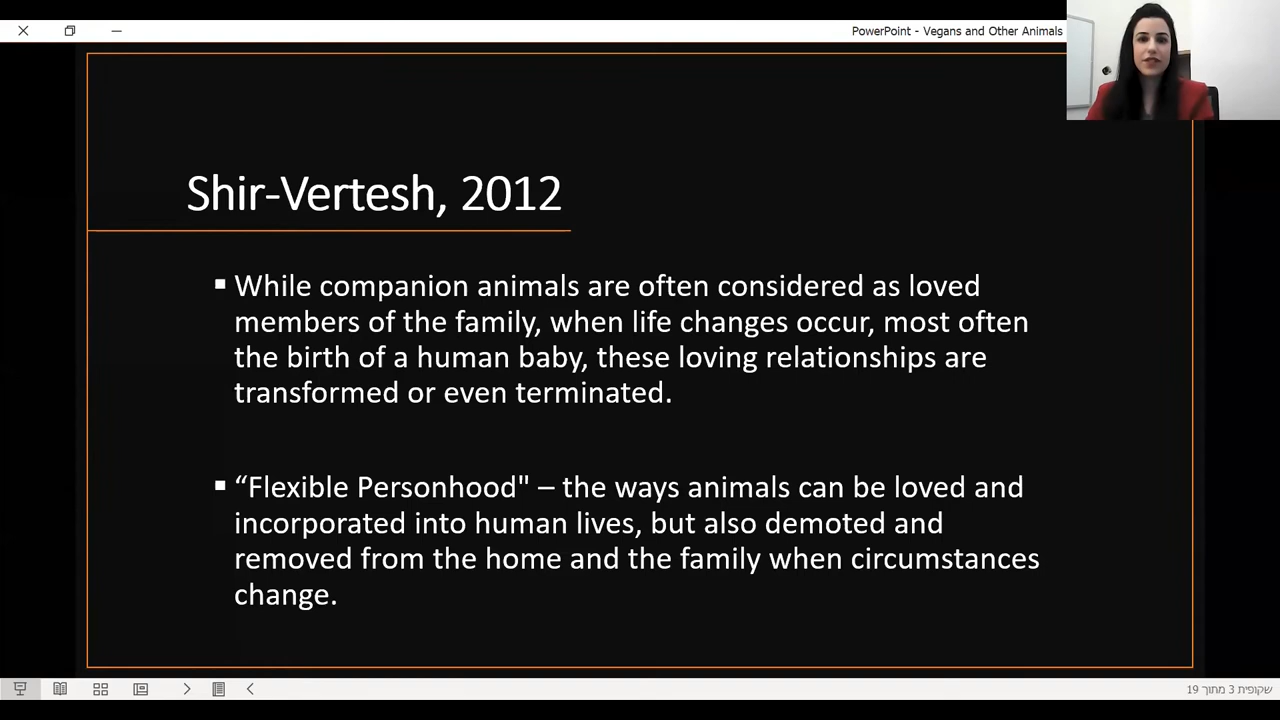 PowerPoint - Vegans and Other Animals
Shir-Vertesh, 2012
▪ While companion animals are often considered as loved
members of the family, when life changes occur, most often
the birth of a human baby, these loving relationships are
transformed or even terminated.
▪ “Flexible Personhood" – the ways animals can be loved and
incorporated into human lives, but also demoted and
removed from the home and the family when circumstances
change.
שקופית 3 מתוך 19